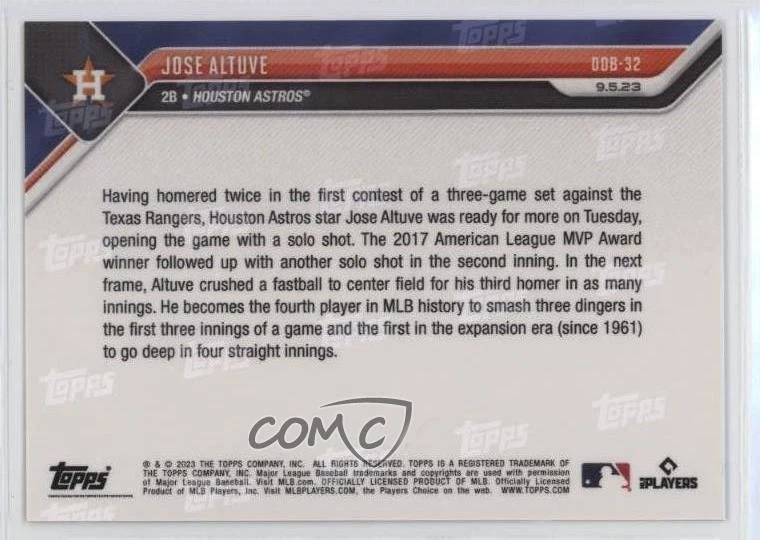 H
JOSE ALTUVE
ODB-32
2B • HOUSTON ASTROS®
9.5.23
Having homered twice in the first contest of a three-game set against the
Texas Rangers, Houston Astros star Jose Altuve was ready for more on Tuesday,
opening the game with a solo shot. The 2017 American League MVP Award
winner followed up with another solo shot in the second inning. In the next
frame, Altuve crushed a fastball to center field for his third homer in as many
innings. He becomes the fourth player in MLB history to smash three dingers in
the first three innings of a game and the first in the expansion era (since 1961)
to go deep in four straight innings.
COMC
Topps
® & © 2023 THE TOPPS COMPANY, INC. ALL RIGHTS RESERVED. TOPPS IS A REGISTERED TRADEMARK OF
THE TOPPS COMPANY, INC. Major League Baseball trademarks and copyrights are used with permission
of Major League Baseball. Visit MLB.com. OFFICIALLY LICENSED PRODUCT OF MLB. Officially Licensed
Product of MLB Players, Inc. Visit MLBPLAYERS.COM, the Players Choice on the web. WWW.TOPPS.COM
PLAYERS